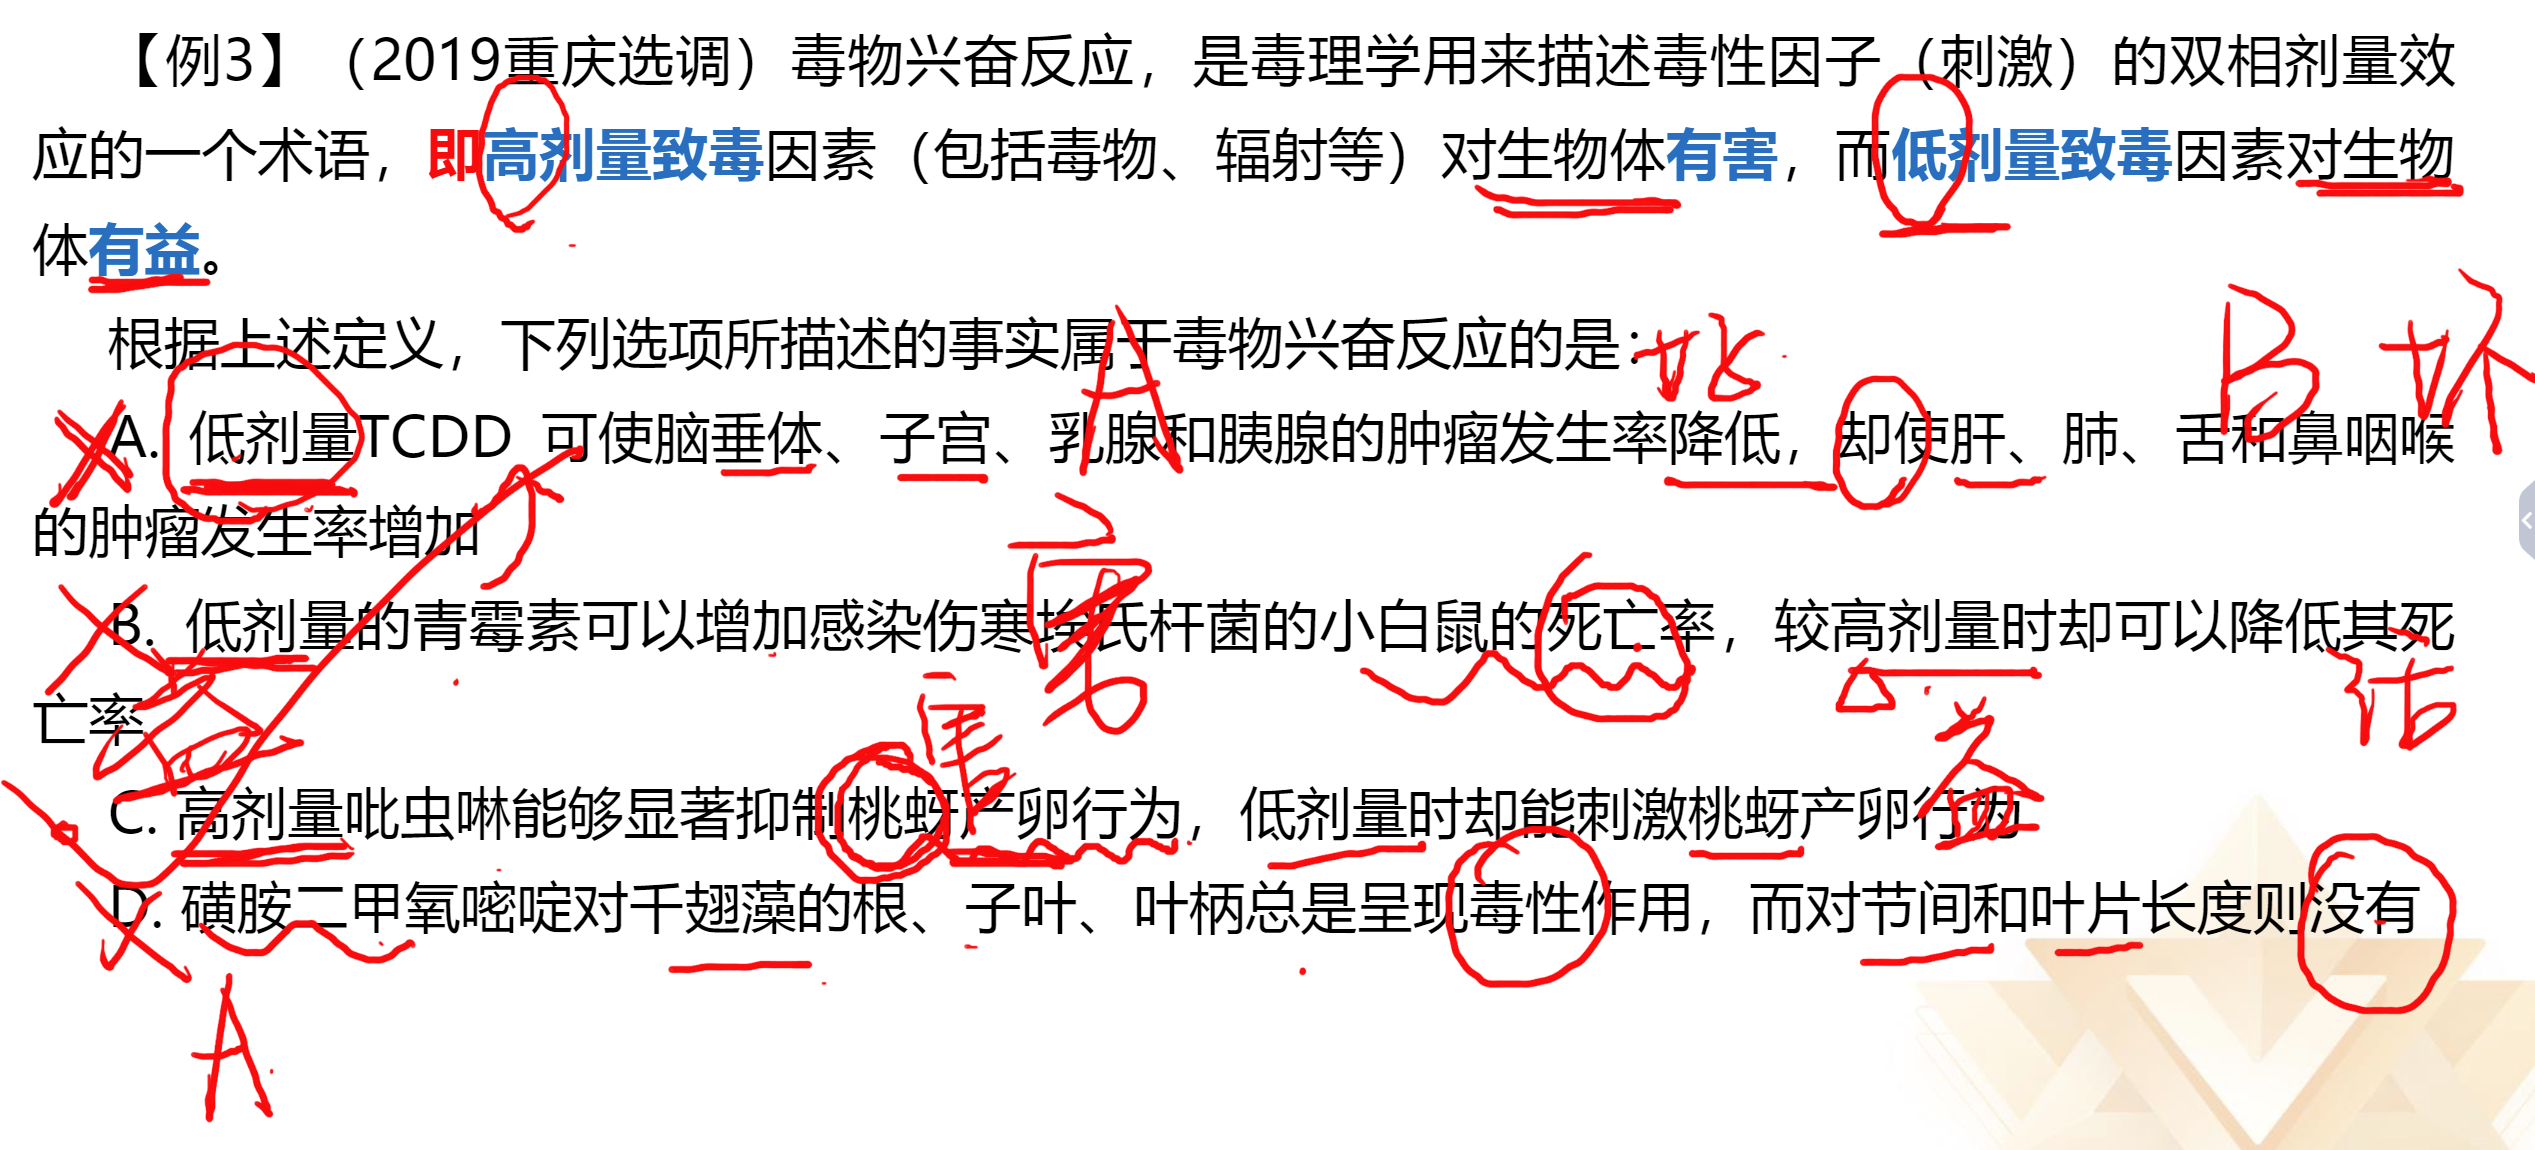 【例3】（2019重庆选调）毒物兴奋反应，是毒理学用来描述毒性因子（刺激）的双相剂量效
应的一个术语，即高剂量致毒因素（包括毒物、辐射等）对生物体有害，而低剂量致毒因素对生物
体有益。
根据上述定义，下列选项所描述的事实属于毒物兴奋反应的是：
A
B
坏
A. 低剂量TCDD 可使脑垂体、子宫、乳腺和胰腺的肿瘤发生率降低，却使肝、肺、舌和鼻咽喉
的肿瘤发生率增加
B. 低剂量的青霉素可以增加感染伤寒埃氏杆菌的小白鼠的死亡率，较高剂量时却可以降低其死
亡率
C. 高剂量吡虫啉能够显著抑制桃蚜产卵行为，低剂量时却能刺激桃蚜产卵行为
D. 磺胺二甲氧嘧啶对千翅藻的根、子叶、叶柄总是呈现毒性作用，而对节间和叶片长度则没有
A